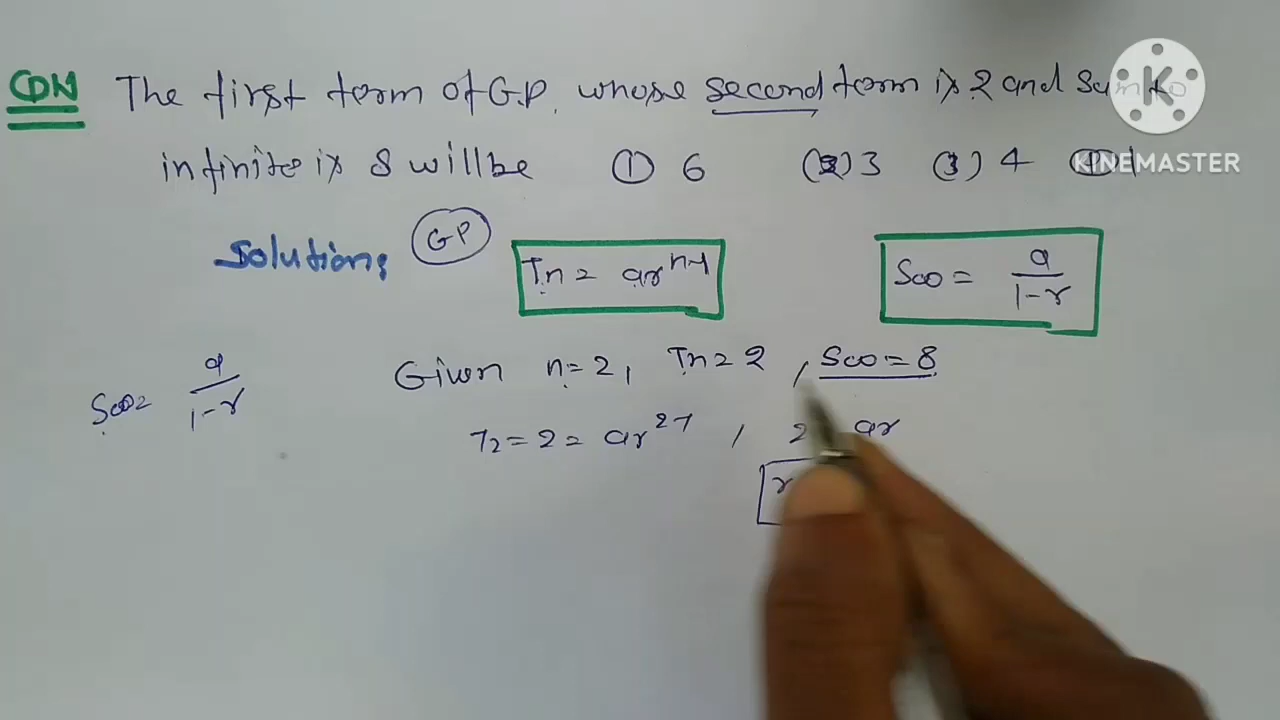 QN The first term of G.P. whose second term is 2 and Sum to
infinite is 8 will be ① 6 (2) 3 (3) 4
KINEMASTER
Solutions GP Tn = ar^n-1 S∞ = a/1-r
S∞ = a/1-r Given n=2, Tn=2, S∞=8
T2=2= ar^2-1, 2 ar
r